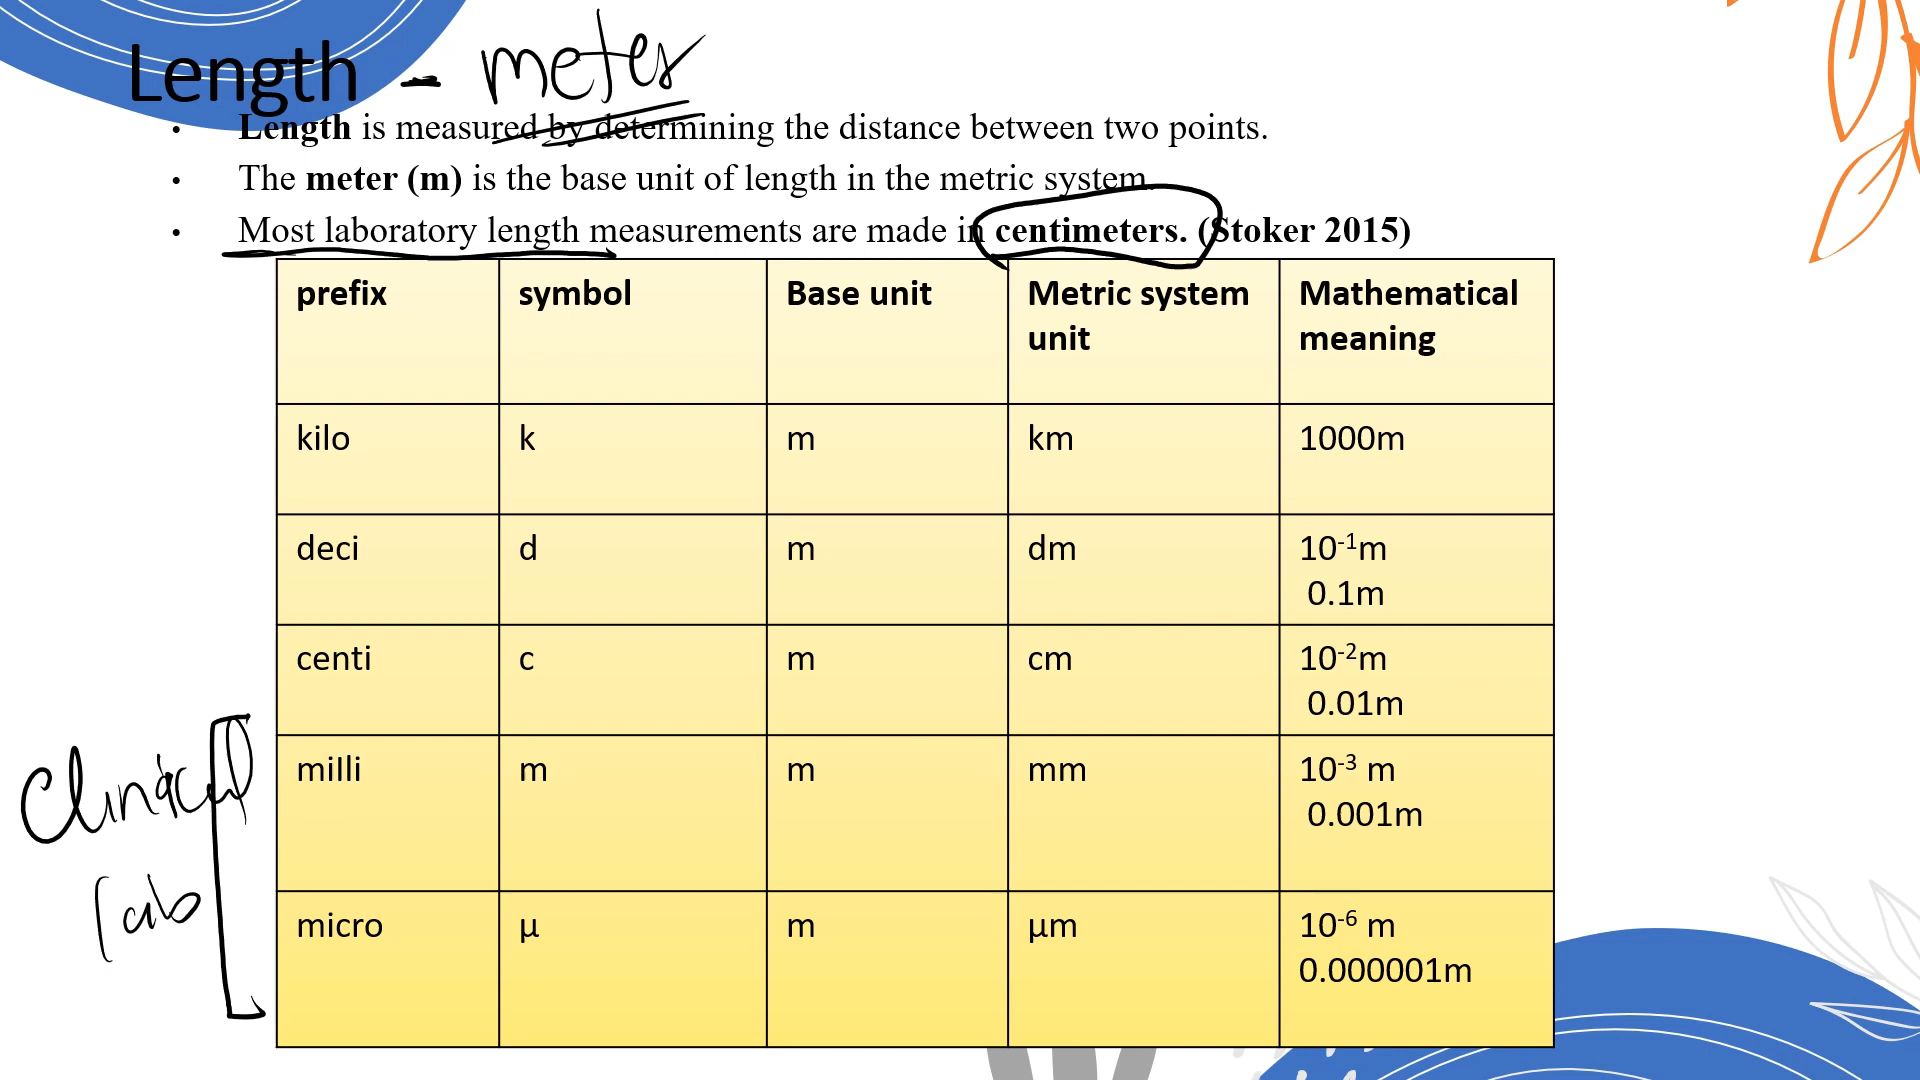 Length - meter
• Length is measured by determining the distance between two points.
• The meter (m) is the base unit of length in the metric system.
• Most laboratory length measurements are made in centimeters. (Stoker 2015)
prefix symbol Base unit Metric system unit Mathematical meaning
kilo k m km 1000m
deci d m dm 10⁻¹m
0.1m
centi c m cm 10⁻²m
0.01m
milli m m mm 10⁻³ m
0.001m
micro µ m µm 10⁻⁶ m
0.000001m
Clinical
lab